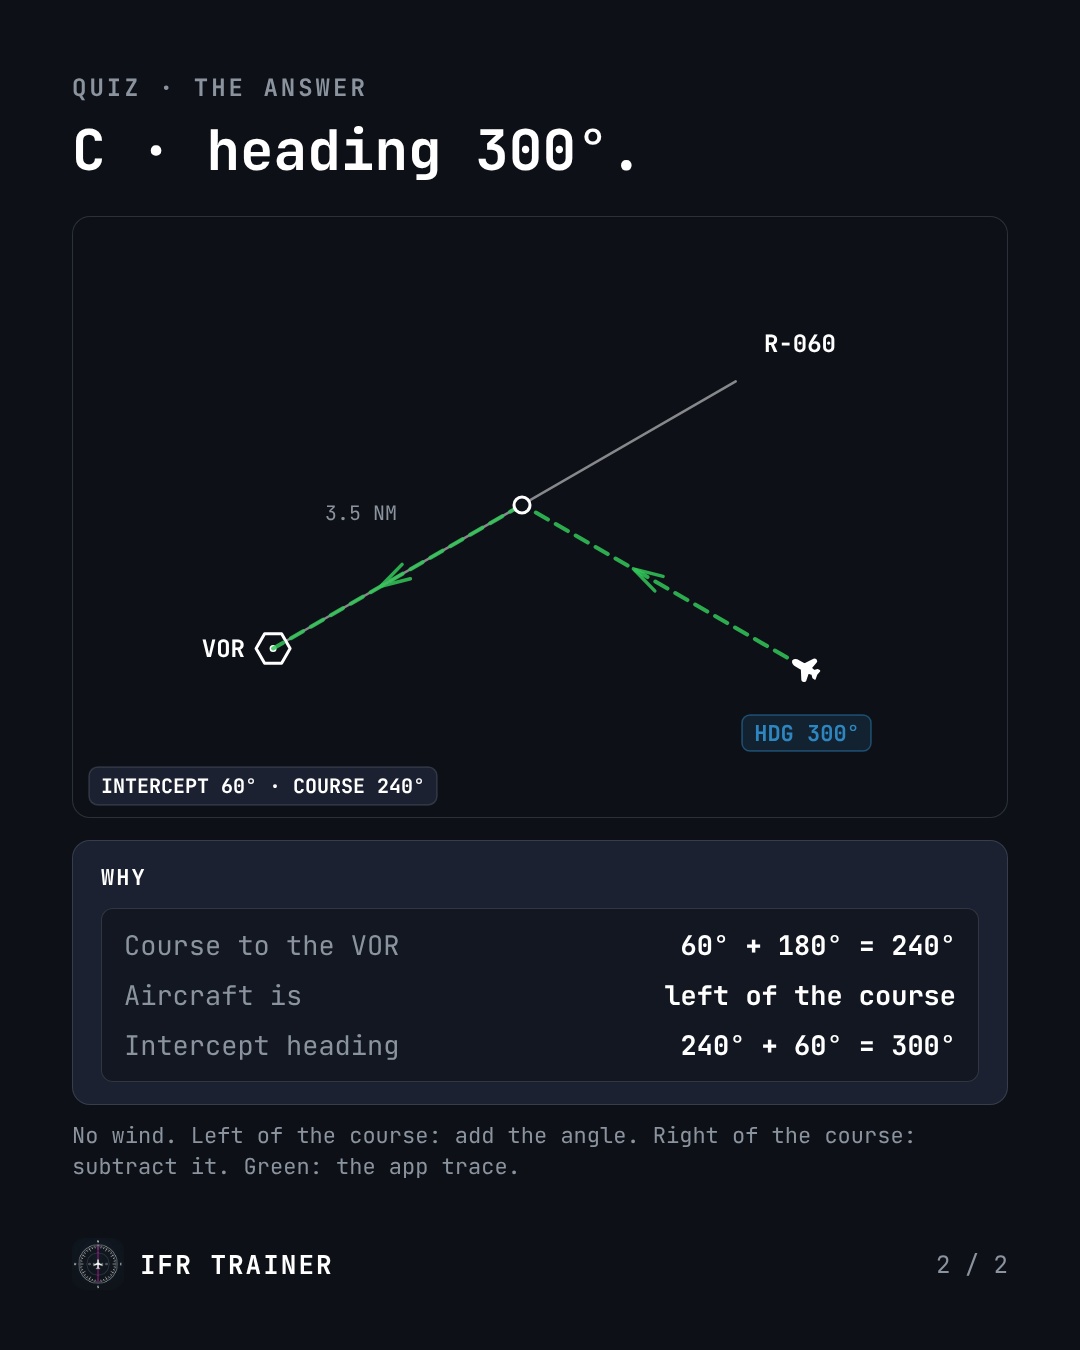 QUIZ · THE ANSWER
C · heading 300°.
R-060
3.5 NM
VOR
HDG 300°
INTERCEPT 60° · COURSE 240°
WHY
Course to the VOR 60° + 180° = 240°
Aircraft is left of the course
Intercept heading 240° + 60° = 300°
No wind. Left of the course: add the angle. Right of the course:
subtract it. Green: the app trace.
IFR TRAINER
2 / 2